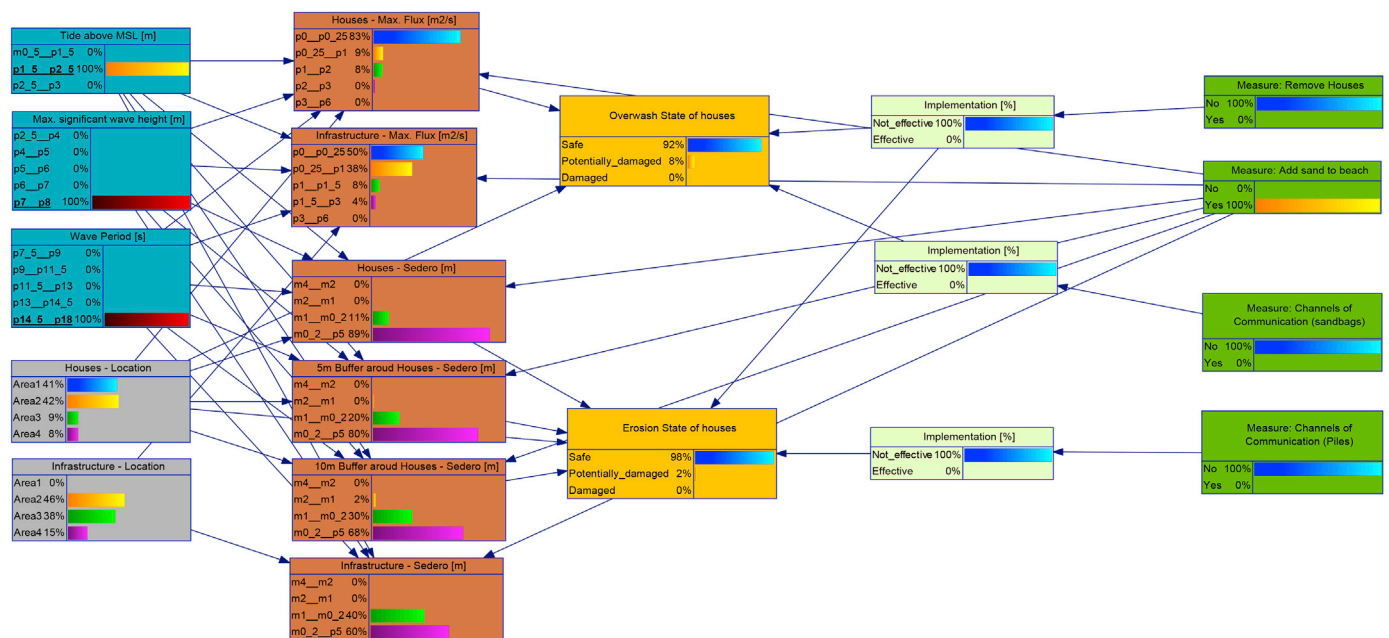 Tide above MSL [m]
m0_5__p1_5 0%
p1_5__p2_5 100%
p2_5__p3 0%
Max. significant wave height [m]
p2_5__p4 0%
p4__p5 0%
p5__p6 0%
p6__p7 0%
p7__p8 100%
Wave Period [s]
p7_5__p9 0%
p9__p11_5 0%
p11_5__p13 0%
p13__p14_5 0%
p14_5__p18 100%
Houses - Location
Area1 41%
Area2 42%
Area3 9%
Area4 8%
Infrastructure - Location
Area1 0%
Area2 46%
Area3 38%
Area4 15%
Houses - Max. Flux [m2/s]
p0__p0_25 83%
p0_25__p1 9%
p1__p2 8%
p2__p3 0%
p3__p6 0%
Infrastructure - Max. Flux [m2/s]
p0__p0_25 50%
p0_25__p1 38%
p1__p1_5 8%
p1_5__p3 4%
p3__p6 0%
Houses - Sedero [m]
m4__m2 0%
m2__m1 0%
m1__m0_2 11%
m0_2__p5 89%
5m Buffer aroud Houses - Sedero [m]
m4__m2 0%
m2__m1 0%
m1__m0_2 20%
m0_2__p5 80%
10m Buffer aroud Houses - Sedero [m]
m4__m2 0%
m2__m1 2%
m1__m0_2 30%
m0_2__p5 68%
Infrastructure - Sedero [m]
m4__m2 0%
m2__m1 0%
m1__m0_2 40%
m0_2__p5 60%
Overwash State of houses
Safe 92%
Potentially_damaged 8%
Damaged 0%
Erosion State of houses
Safe 98%
Potentially_damaged 2%
Damaged 0%
Implementation [%]
Not_effective 100%
Effective 0%
Implementation [%]
Not_effective 100%
Effective 0%
Implementation [%]
Not_effective 100%
Effective 0%
Measure: Remove Houses
No 100%
Yes 0%
Measure: Add sand to beach
No 0%
Yes 100%
Measure: Channels of
Communication (sandbags)
No 100%
Yes 0%
Measure: Channels of
Communication (Piles)
No 100%
Yes 0%